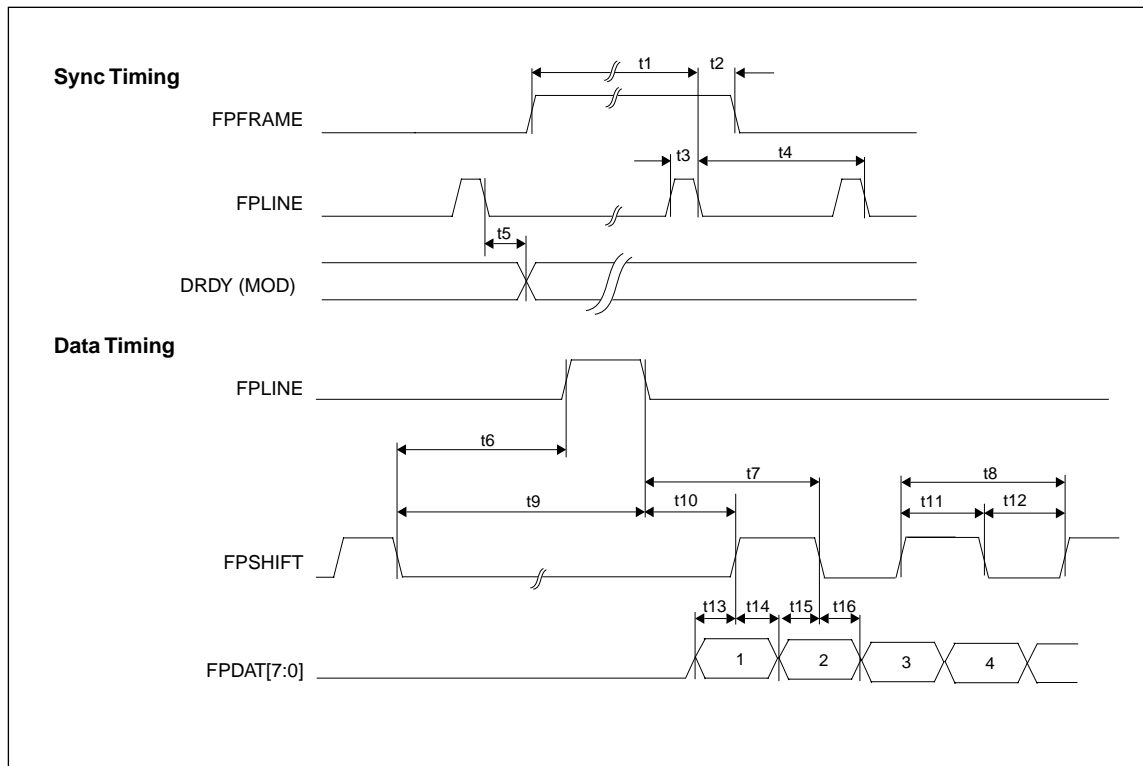 Sync Timing
t1 t2
FPFRAME
t3 t4
FPLINE
t5
DRDY (MOD)
Data Timing
FPLINE
t6
t7 t8
t9 t10 t11 t12
FPSHIFT
t13 t14 t15 t16
FPDAT[7:0] 1 2 3 4